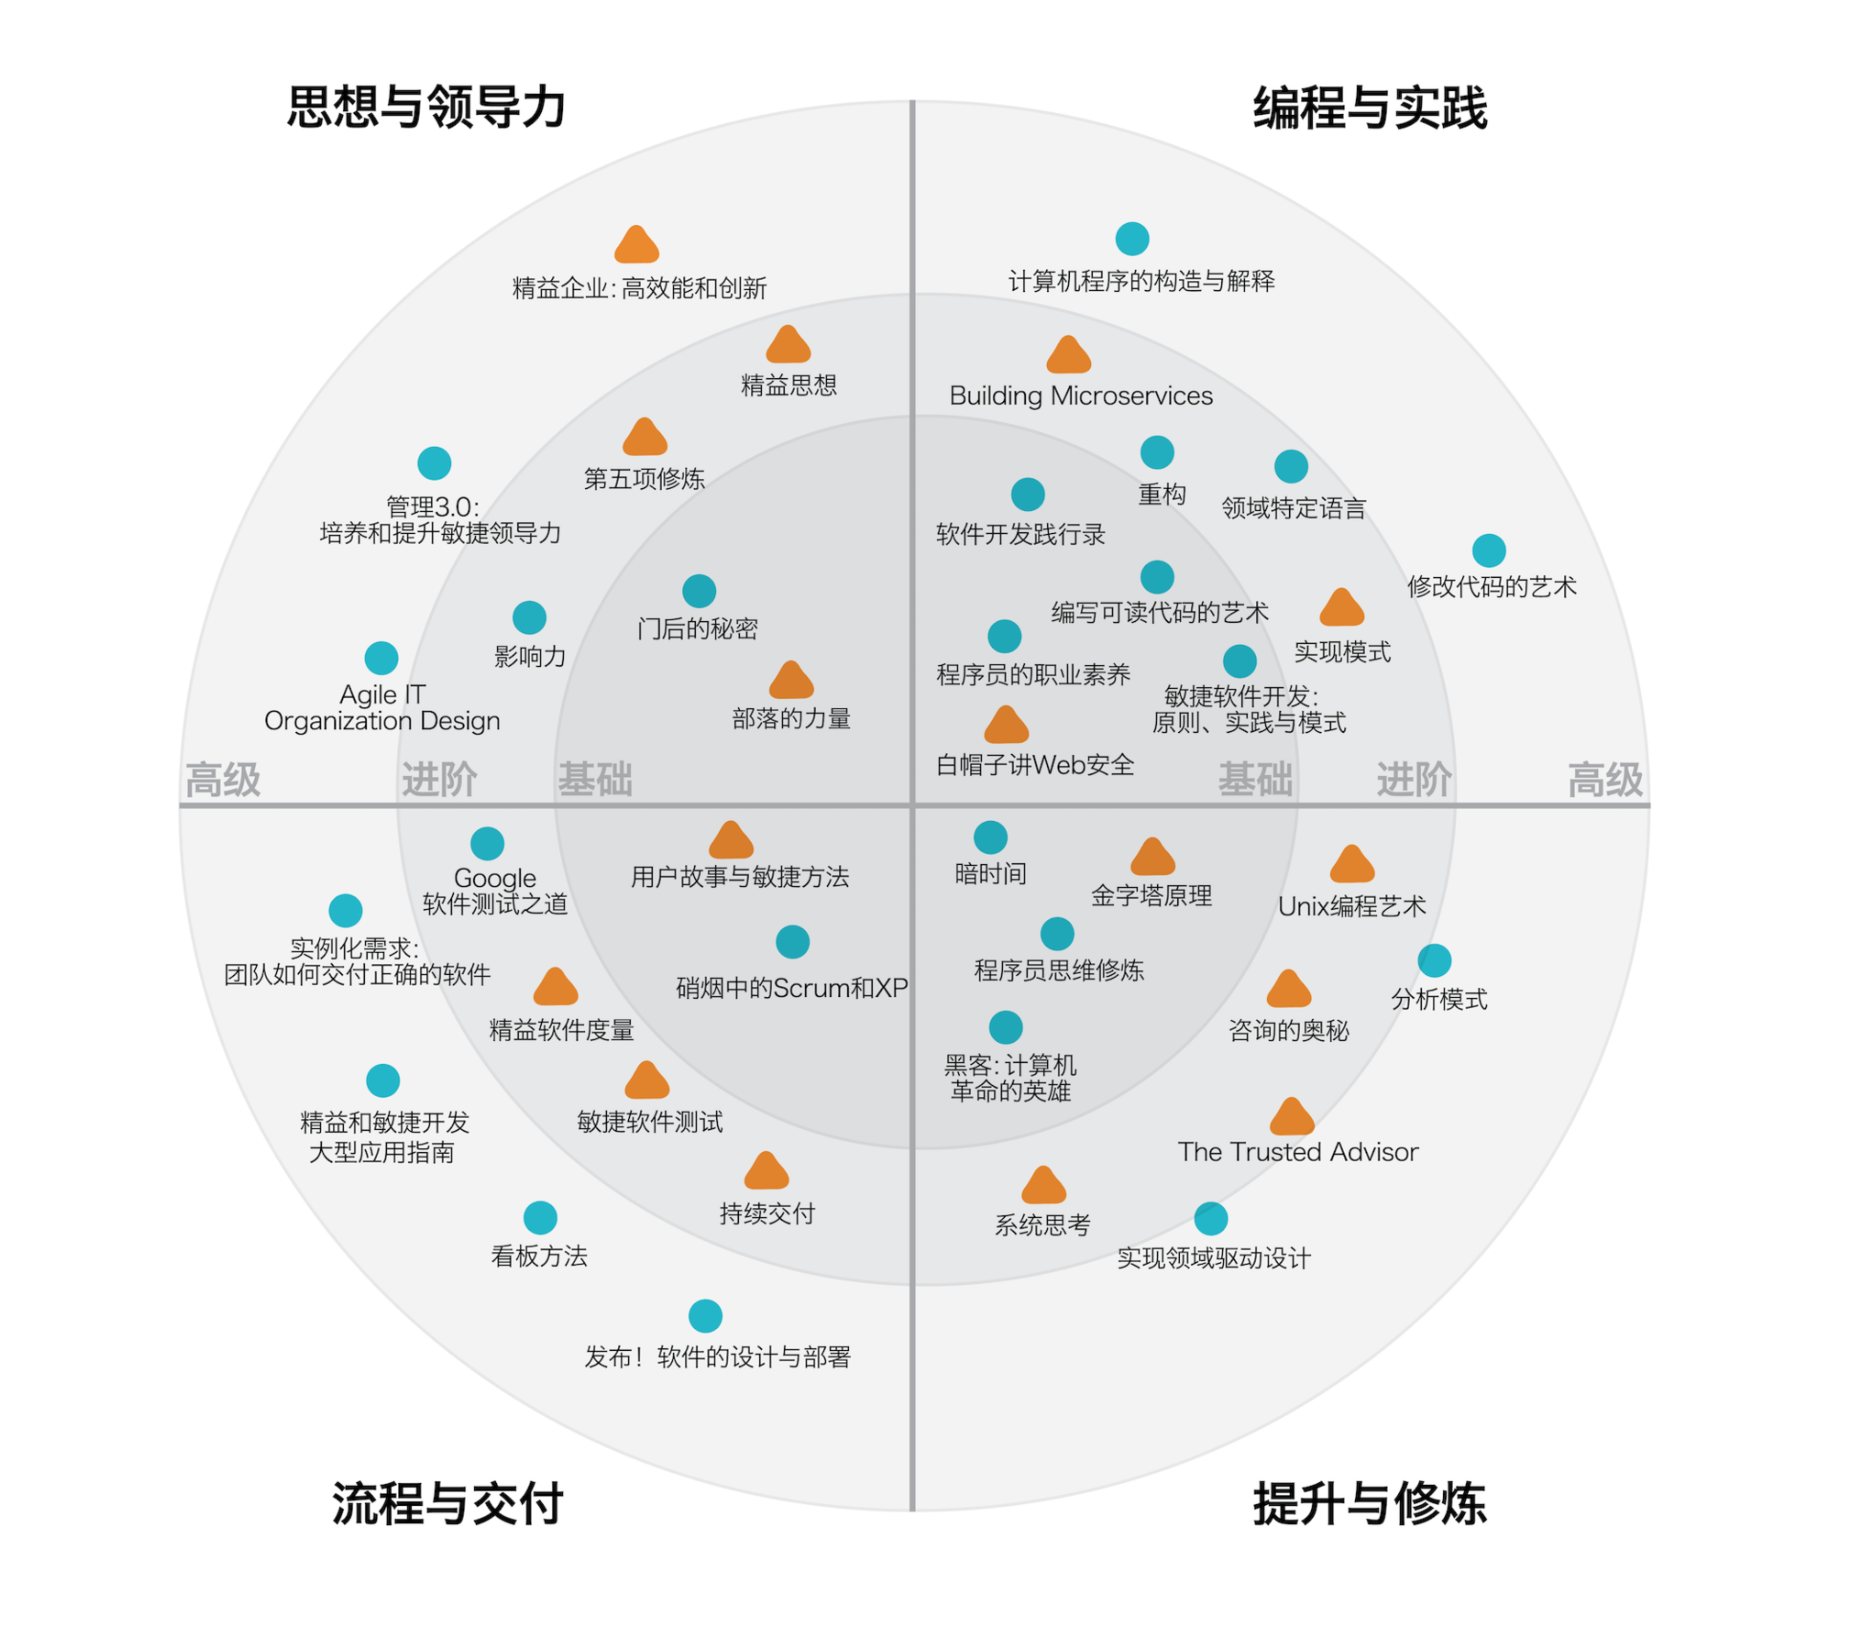 思想与领导力
编程与实践
精益企业：高效能和创新
计算机程序的构造与解释
精益思想
Building Microservices
第五项修炼
重构
领域特定语言
管理3.0：
培养和提升敏捷领导力
软件开发践行录
修改代码的艺术
门后的秘密
编写可读代码的艺术
影响力
实现模式
程序员的职业素养
Agile IT
Organization Design
部落的力量
敏捷软件开发：
原则、实践与模式
白帽子讲Web安全
高级
进阶
基础
基础
进阶
高级
Google
软件测试之道
用户故事与敏捷方法
暗时间
金字塔原理
Unix编程艺术
实例化需求：
团队如何交付正确的软件
硝烟中的Scrum和XP
程序员思维修炼
分析模式
精益软件度量
咨询的奥秘
黑客：计算机
革命的英雄
精益和敏捷开发
大型应用指南
敏捷软件测试
The Trusted Advisor
持续交付
系统思考
看板方法
实现领域驱动设计
发布！软件的设计与部署
流程与交付
提升与修炼